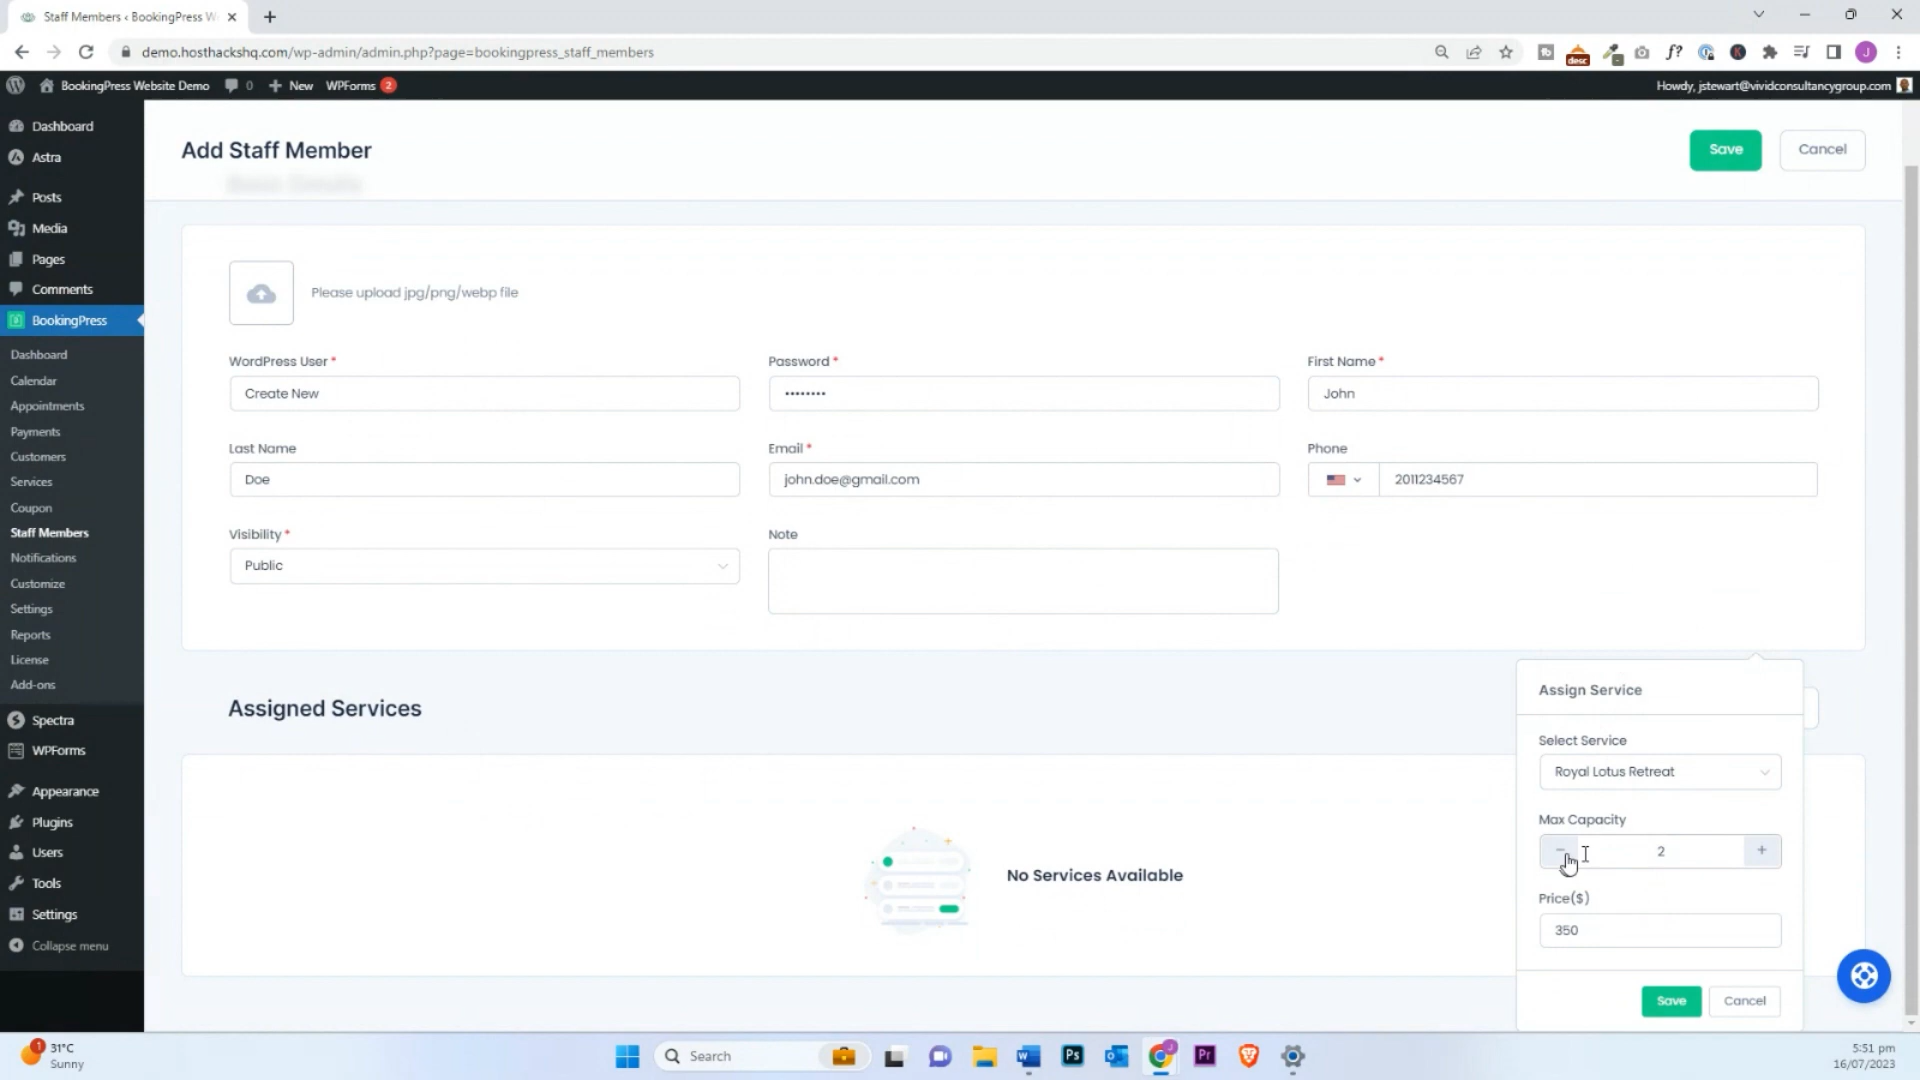 Staff Members ‹ BookingPress W
demo.hosthackshq.com/wp-admin/admin.php?page=bookingpress_staff_members
desc
f?
J
BookingPress Website Demo
0
New
WPForms 2
Howdy, jstewart@vividconsultancygroup.com
Dashboard
Astra
Posts
Media
Pages
Comments
BookingPress
Dashboard
Calendar
Appointments
Payments
Customers
Services
Coupon
Staff Members
Notifications
Customize
Settings
Reports
License
Add-ons
Spectra
WPForms
Appearance
Plugins
Users
Tools
Settings
Collapse menu
Add Staff Member
Save
Cancel
Please upload jpg/png/webp file
WordPress User *
Create New
Password *
••••••••
First Name *
John
Last Name
Doe
Email *
john.doe@gmail.com
Phone
2011234567
Visibility *
Public
Note
Assigned Services
No Services Available
Assign Service
Select Service
Royal Lotus Retreat
Max Capacity
− 2 +
Price($)
350
Save
Cancel
1
31°C
Sunny
Search
Ps
Pr
5:51 pm
16/07/2023